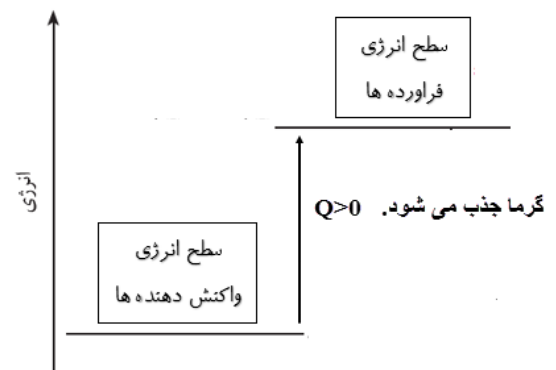 سطح انرژی
فراورده ها
انرژی
گرما جذب می شود. Q>0
سطح انرژی
واکنش دهنده ها